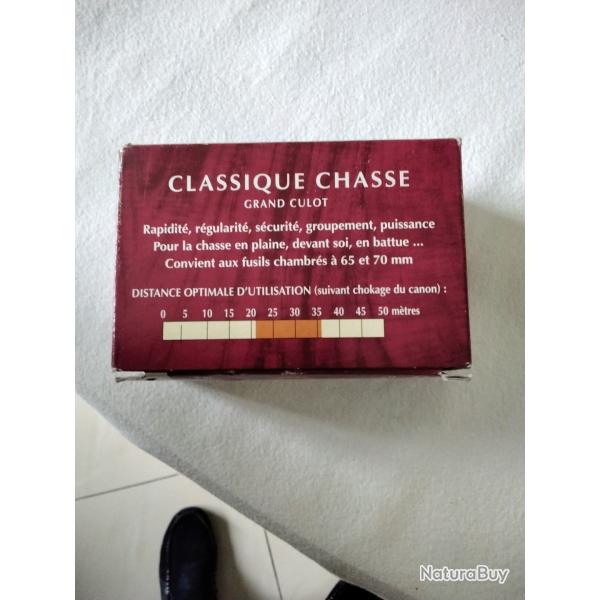 CLASSIQUE CHASSE
GRAND CULOT
Rapidité, régularité, sécurité, groupement, puissance
Pour la chasse en plaine, devant soi, en battue ...
Convient aux fusils chambrés à 65 et 70 mm
DISTANCE OPTIMALE D'UTILISATION (suivant chokage du canon) :
0 5 10 15 20 25 30 35 40 45 50 mètres
NaturaBuy